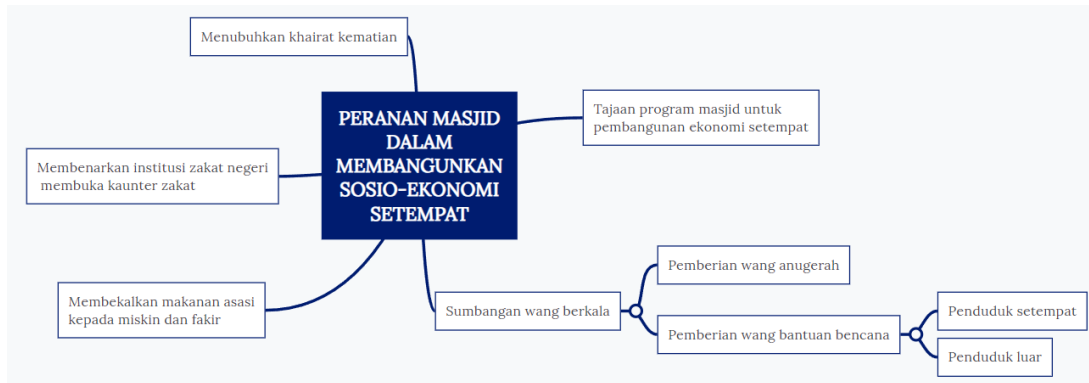 Menubuhkan khairat kematian
PERANAN MASJID
DALAM
MEMBANGUNKAN
SOSIO-EKONOMI
SETEMPAT
Tajaan program masjid untuk
pembangunan ekonomi setempat
Membenarkan institusi zakat negeri
membuka kaunter zakat
Membekalkan makanan asasi
kepada miskin dan fakir
Sumbangan wang berkala
Pemberian wang anugerah
Pemberian wang bantuan bencana
Penduduk setempat
Penduduk luar